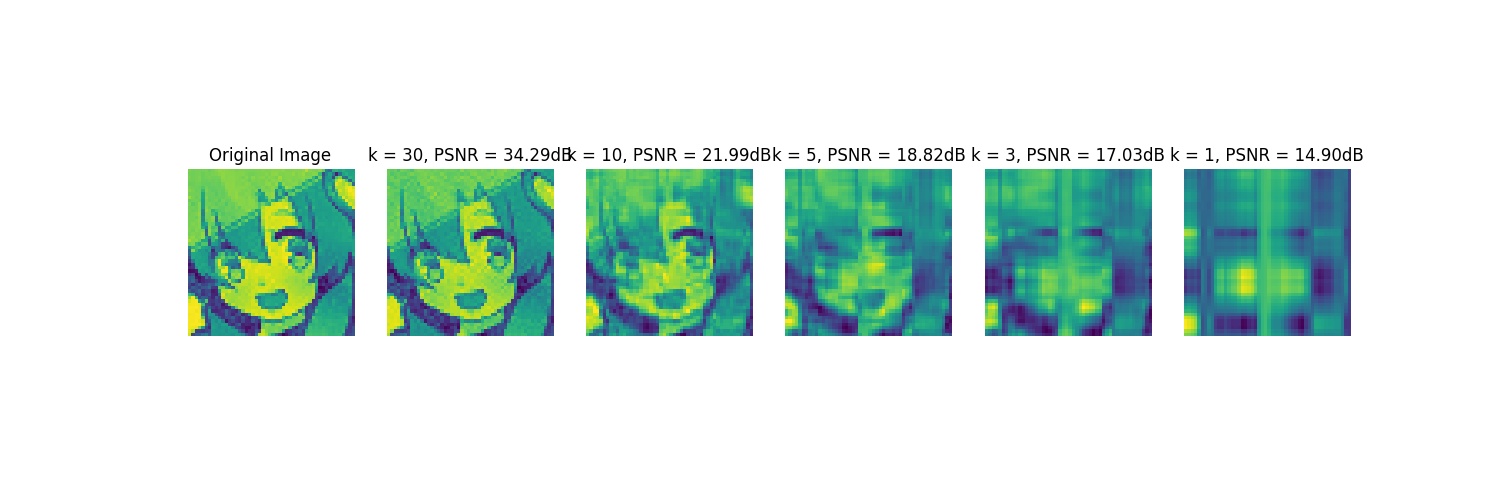 Original Image
k = 30, PSNR = 34.29dB
k = 10, PSNR = 21.99dB
k = 5, PSNR = 18.82dB
k = 3, PSNR = 17.03dB
k = 1, PSNR = 14.90dB